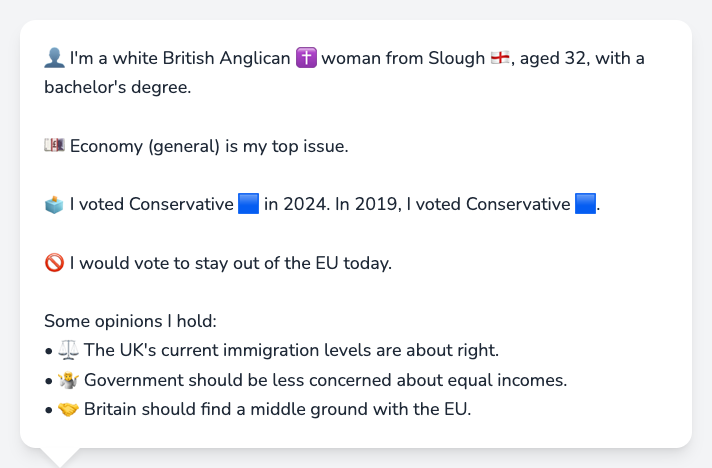 👤 I'm a white British Anglican ✝️ woman from Slough 🏴󠁧󠁢󠁥󠁮󠁧󠁿, aged 32, with a
bachelor's degree.
💷 Economy (general) is my top issue.
🗳️ I voted Conservative 🟦 in 2024. In 2019, I voted Conservative 🟦.
🚫 I would vote to stay out of the EU today.
Some opinions I hold:
• ⚖️ The UK's current immigration levels are about right.
• 🤷 Government should be less concerned about equal incomes.
• 🤝 Britain should find a middle ground with the EU.